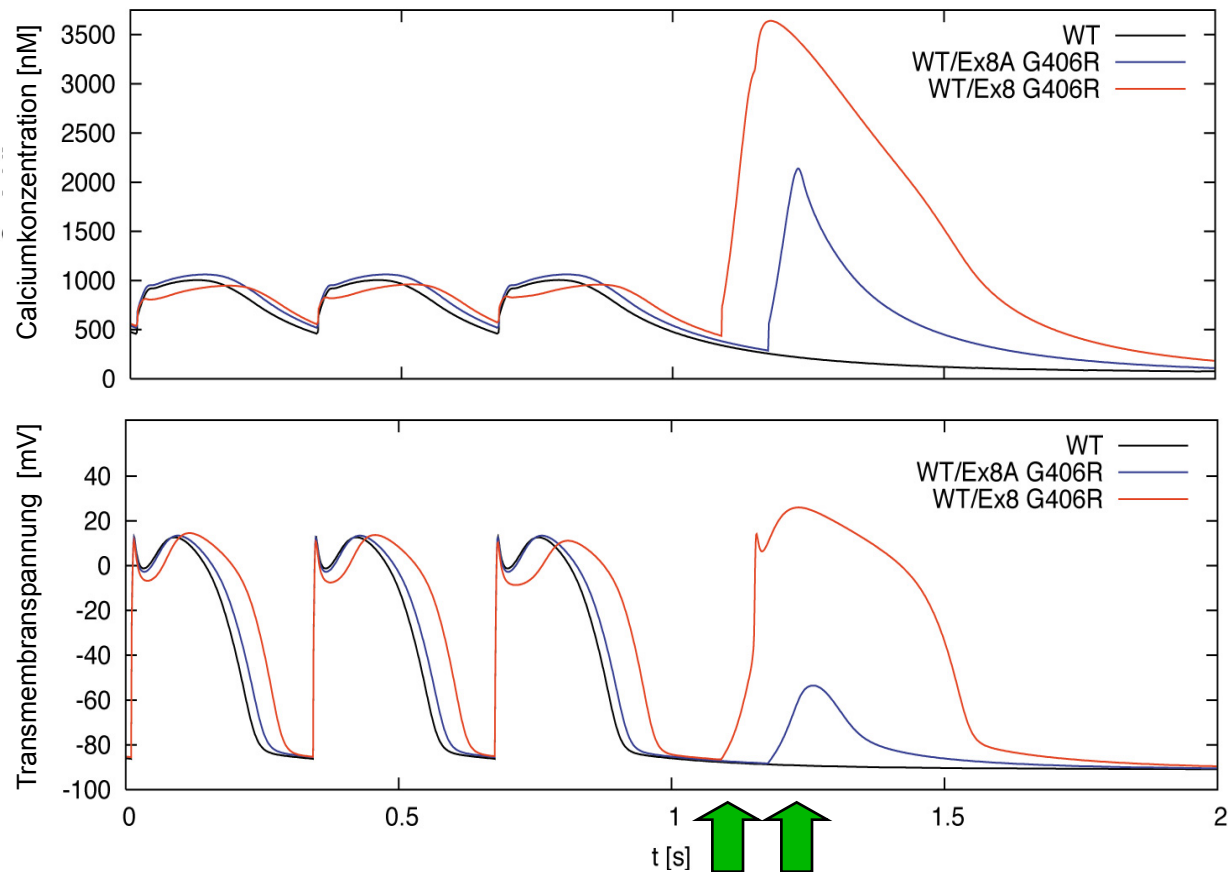 Calciumkonzentration [nM]
3500
3000
2500
2000
1500
1000
500
0
WT
WT/Ex8A G406R
WT/Ex8 G406R
Transmembranspannung [mV]
40
20
0
-20
-40
-60
-80
-100
WT
WT/Ex8A G406R
WT/Ex8 G406R
0
0.5
1
1.5
2
t [s]